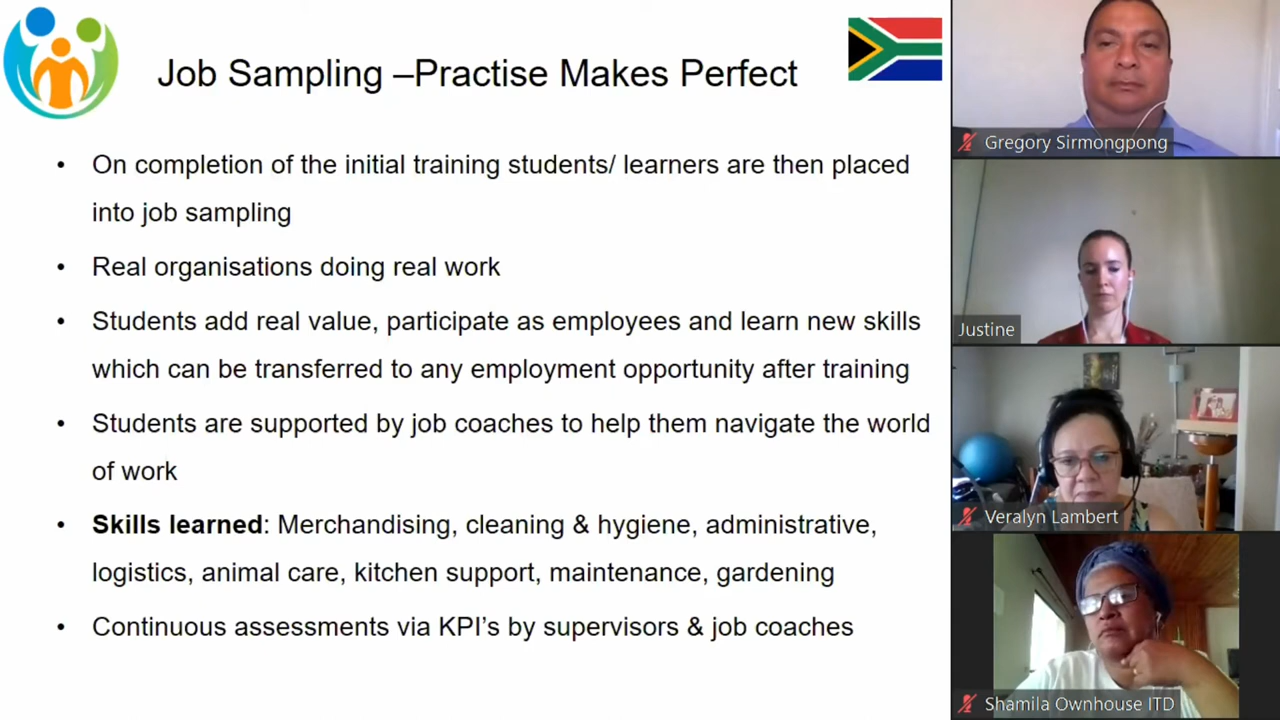 Job Sampling –Practise Makes Perfect
• On completion of the initial training students/ learners are then placed
into job sampling
• Real organisations doing real work
• Students add real value, participate as employees and learn new skills
which can be transferred to any employment opportunity after training
• Students are supported by job coaches to help them navigate the world
of work
• Skills learned: Merchandising, cleaning & hygiene, administrative,
logistics, animal care, kitchen support, maintenance, gardening
• Continuous assessments via KPI’s by supervisors & job coaches
Gregory Sirmongpong
Justine
Veralyn Lambert
Shamila Ownhouse ITD